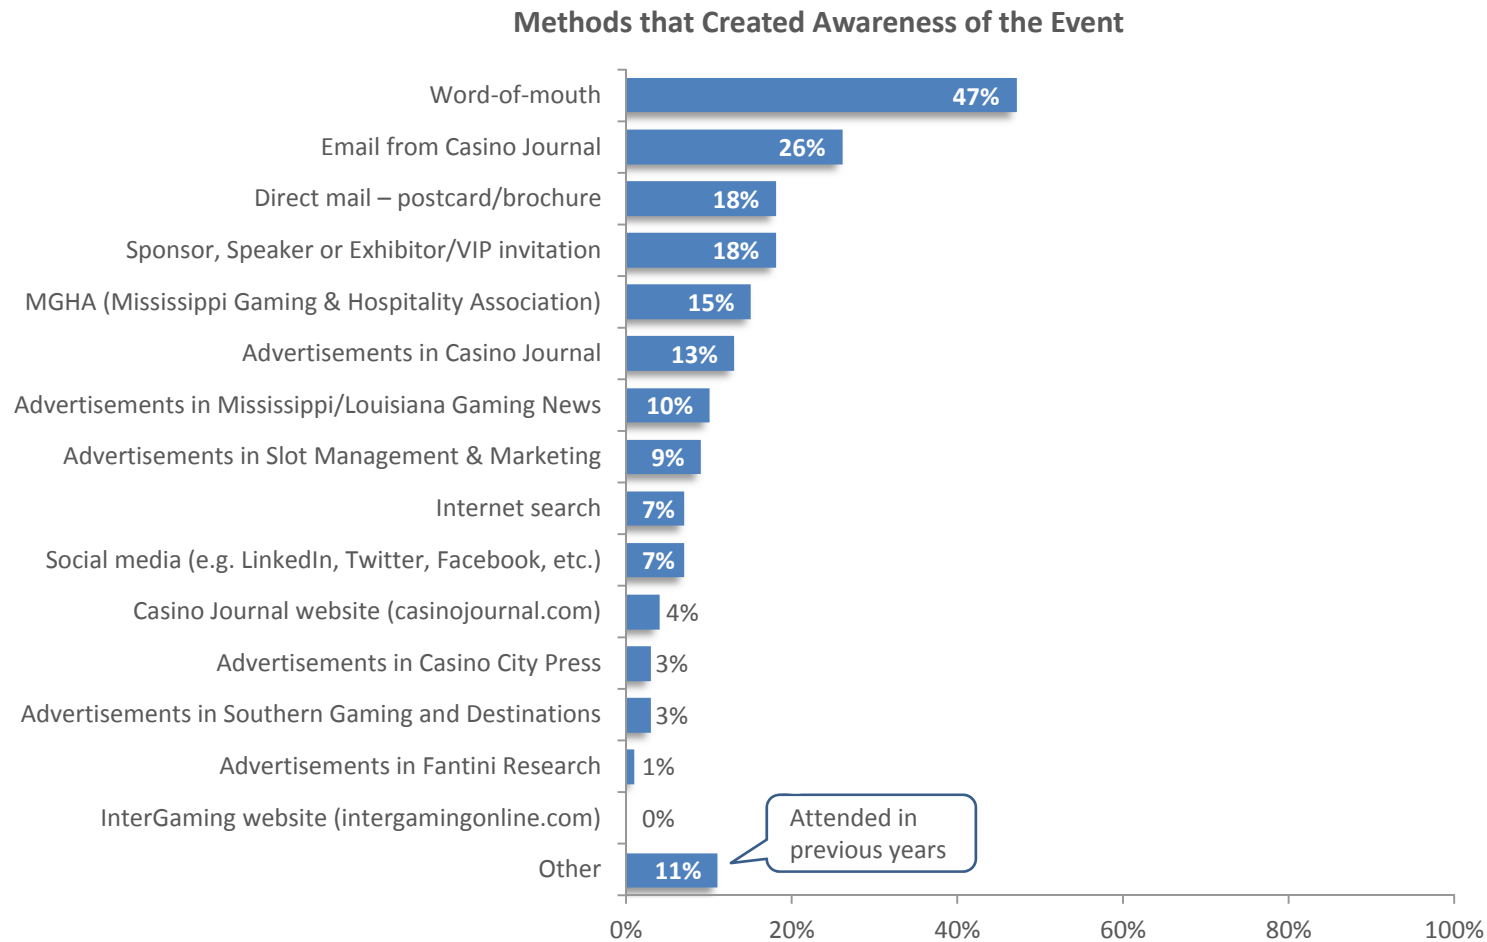 Methods that Created Awareness of the Event
Word-of-mouth 47%
Email from Casino Journal 26%
Direct mail – postcard/brochure 18%
Sponsor, Speaker or Exhibitor/VIP invitation 18%
MGHA (Mississippi Gaming & Hospitality Association) 15%
Advertisements in Casino Journal 13%
Advertisements in Mississippi/Louisiana Gaming News 10%
Advertisements in Slot Management & Marketing 9%
Internet search 7%
Social media (e.g. LinkedIn, Twitter, Facebook, etc.) 7%
Casino Journal website (casinojournal.com) 4%
Advertisements in Casino City Press 3%
Advertisements in Southern Gaming and Destinations 3%
Advertisements in Fantini Research 1%
InterGaming website (intergamingonline.com) 0%
Attended in
previous years
Other 11%
0% 20% 40% 60% 80% 100%